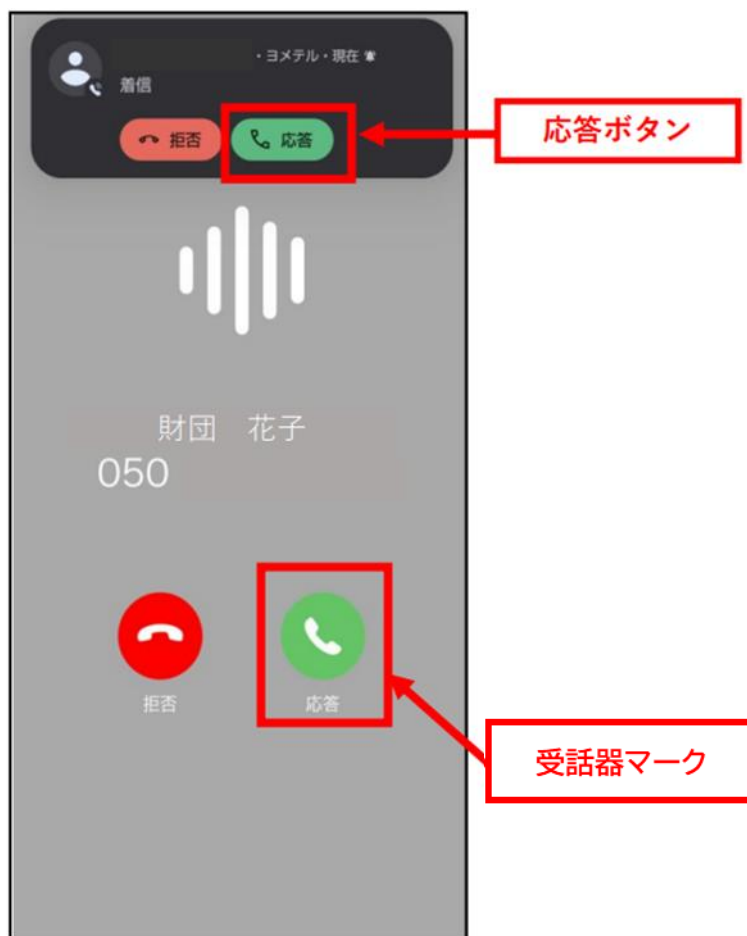 ・ヨメテル・現在
着信
拒否
応答
応答ボタン
財団　花子
050
拒否
応答
受話器マーク